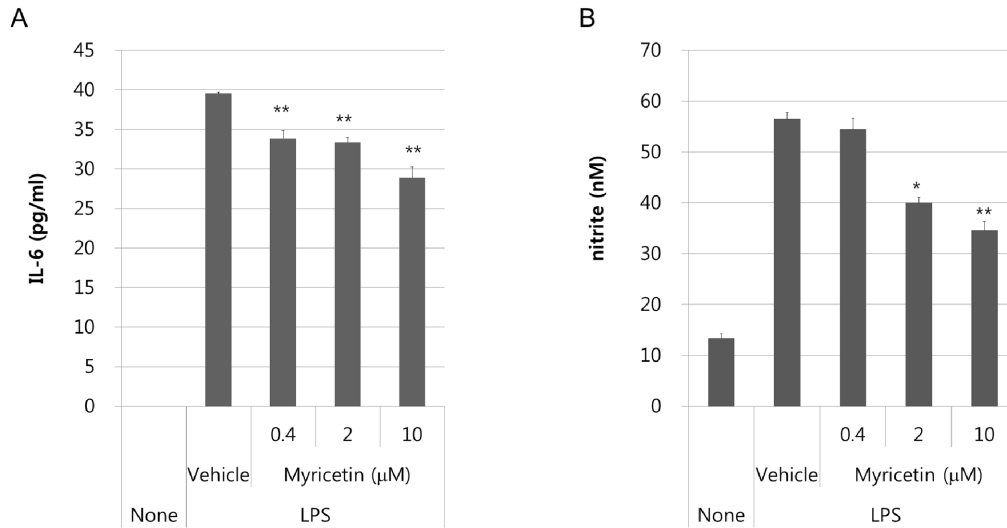 A
IL-6 (pg/ml)
45
40
35
30
25
20
15
10
5
0
**
**
**
0.4 2 10
Vehicle Myricetin (μM)
None LPS
B
nitrite (nM)
70
60
50
40
30
20
10
0
*
**
0.4 2 10
Vehicle Myricetin (μM)
None LPS